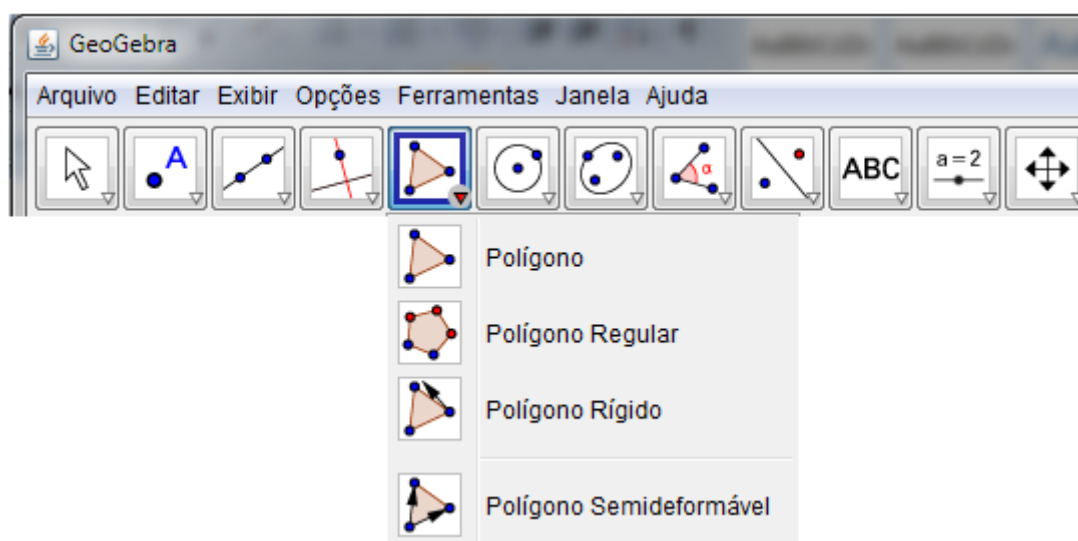 GeoGebra
Arquivo Editar Exibir Opções Ferramentas Janela Ajuda
A α ABC a=2
Polígono
Polígono Regular
Polígono Rígido
Polígono Semideformável